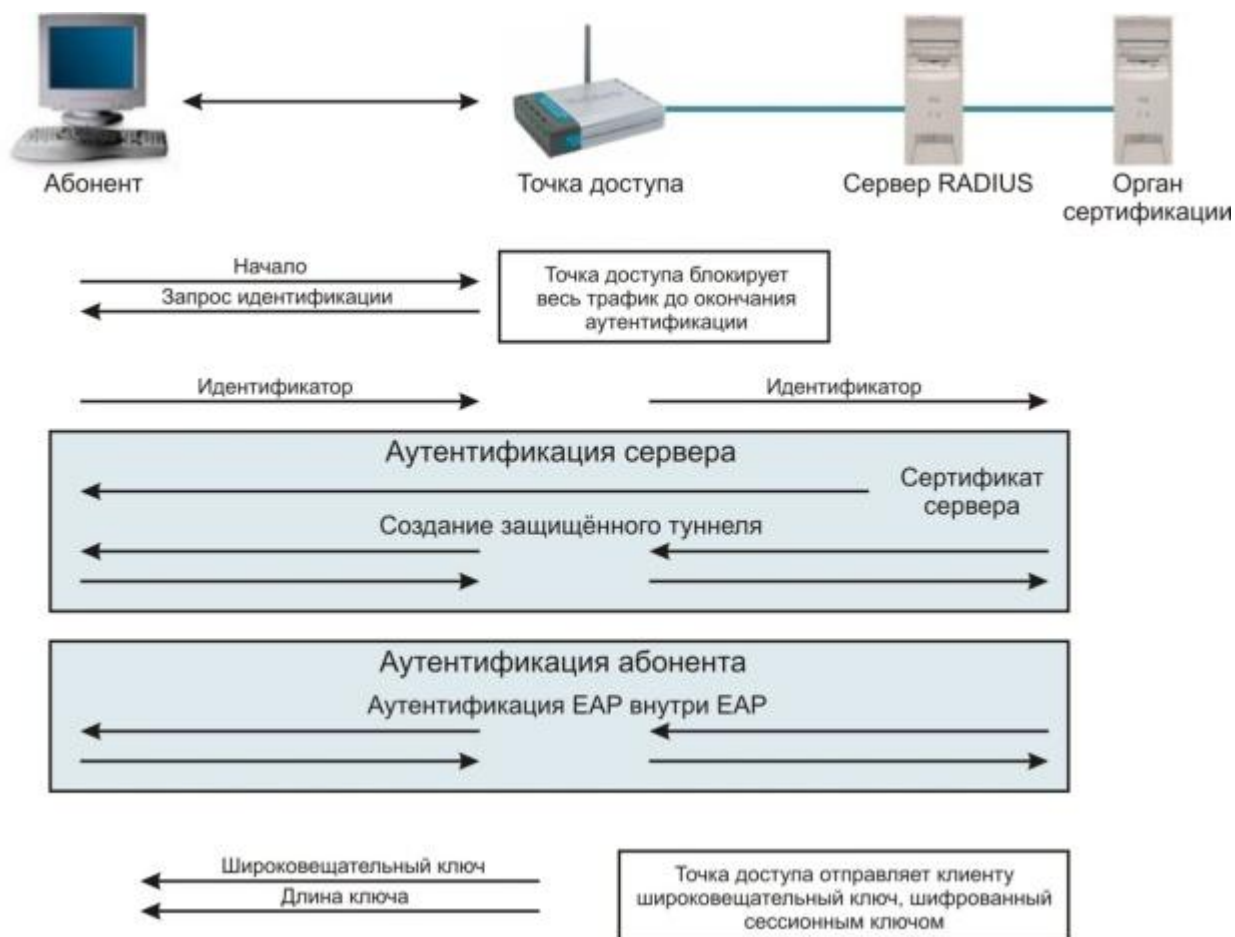 Абонент
Точка доступа
Сервер RADIUS
Орган
сертификации
Начало
Запрос идентификации
Точка доступа блокирует
весь трафик до окончания
аутентификации
Идентификатор
Идентификатор
Аутентификация сервера
Сертификат
сервера
Создание защищённого туннеля
Аутентификация абонента
Аутентификация EAP внутри EAP
Широковещательный ключ
Длина ключа
Точка доступа отправляет клиенту
широковещательный ключ, шифрованный
сессионным ключом